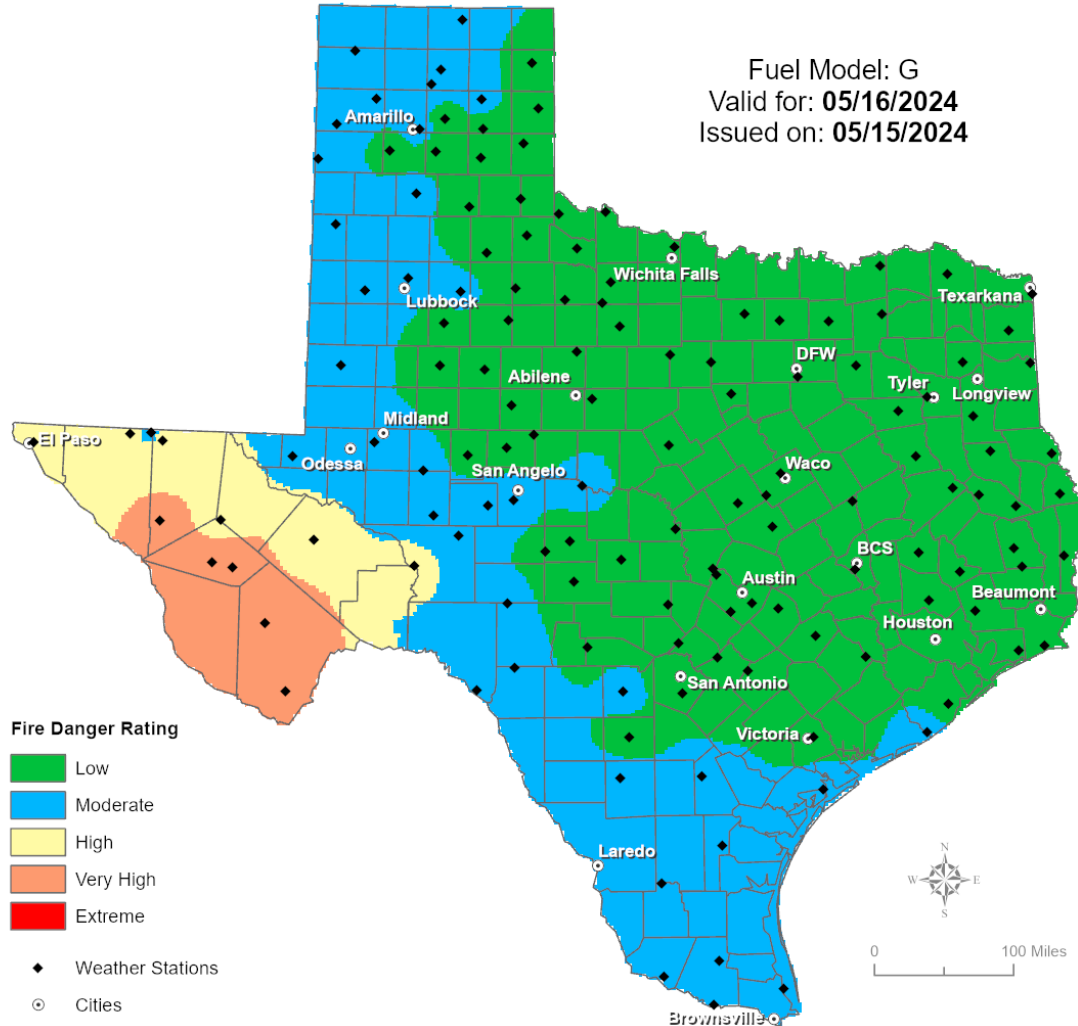 Fuel Model: G
Valid for: 05/16/2024
Issued on: 05/15/2024
Amarillo
Wichita Falls
Lubbock
Texarkana
DFW
Abilene
Tyler
Longview
Midland
El Paso
Odessa
San Angelo
Waco
BCS
Austin
Beaumont
Houston
San Antonio
Victoria
Laredo
Brownsville
Fire Danger Rating
Low
Moderate
High
Very High
Extreme
Weather Stations
Cities
N
W E
S
0 100 Miles